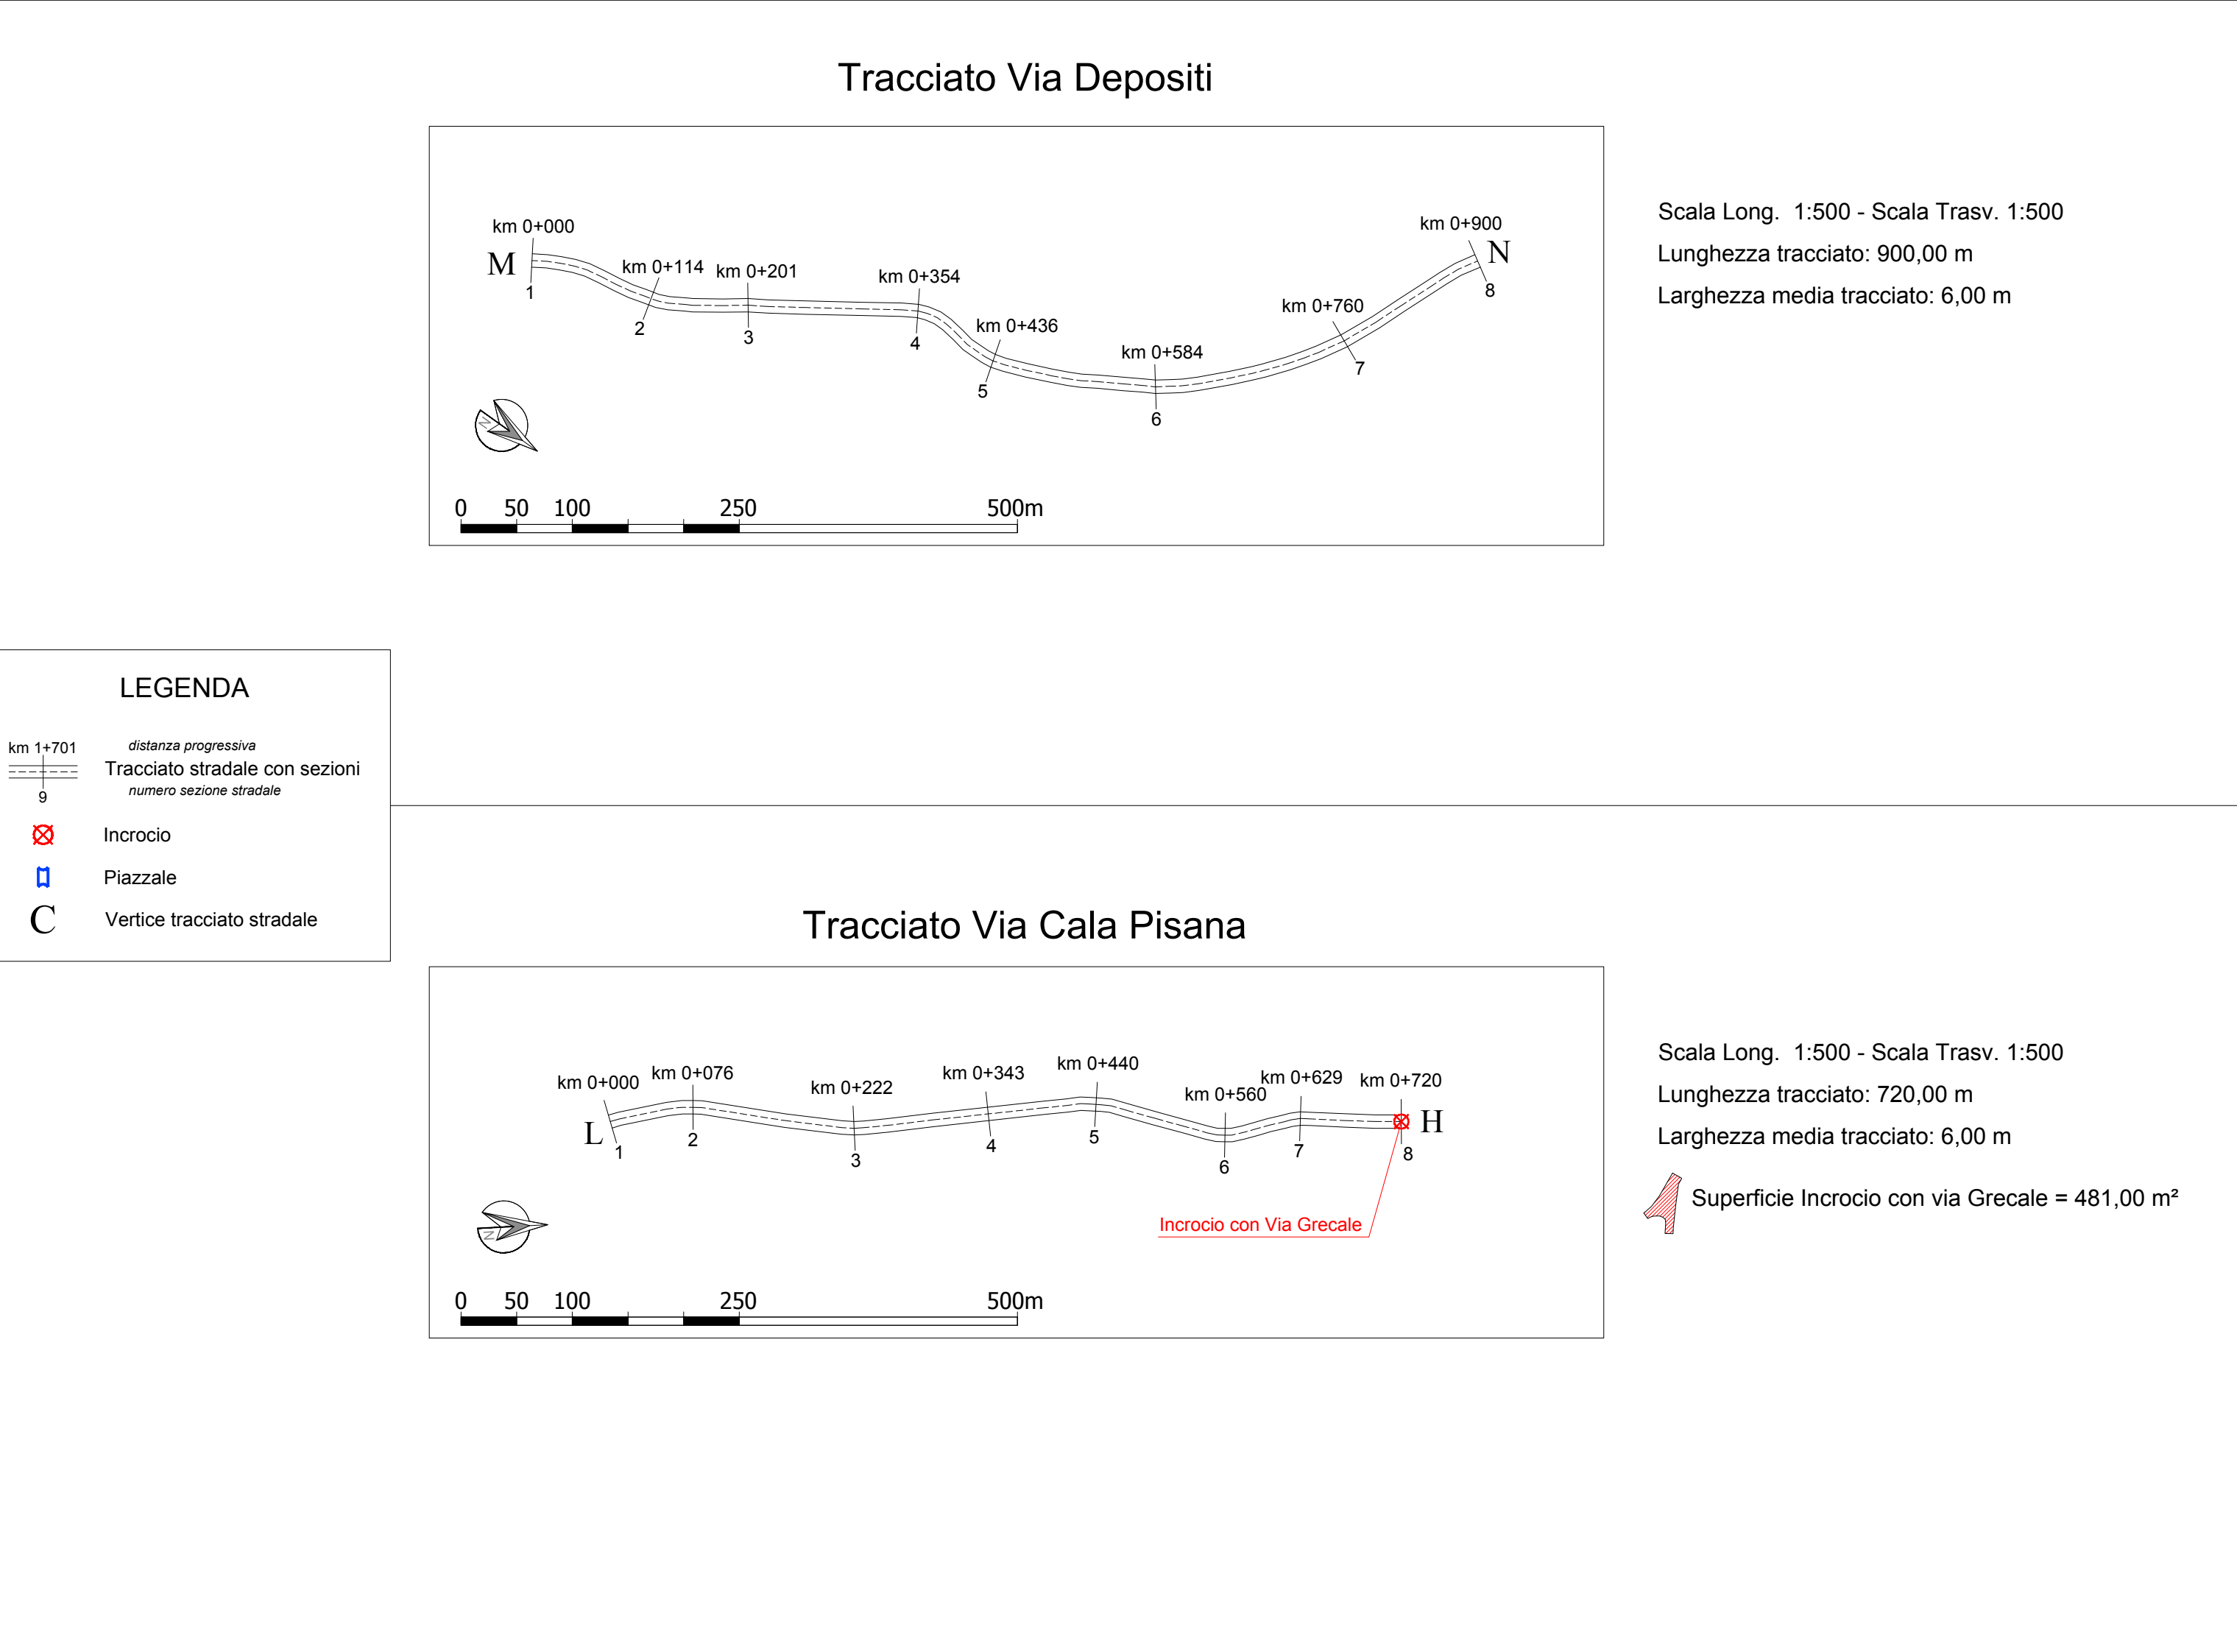 Tracciato Via Depositi
km 0+000
km 0+114
km 0+201
km 0+354
km 0+436
km 0+584
km 0+760
km 0+900
M
N
1
2
3
4
5
6
7
8
N
0 50 100 250 500m
Scala Long. 1:500 - Scala Trasv. 1:500
Lunghezza tracciato: 900,00 m
Larghezza media tracciato: 6,00 m
LEGENDA
km 1+701
distanza progressiva
Tracciato stradale con sezioni
numero sezione stradale
9
Incrocio
Piazzale
C
Vertice tracciato stradale
Tracciato Via Cala Pisana
km 0+000
km 0+076
km 0+222
km 0+343
km 0+440
km 0+560
km 0+629
km 0+720
L
H
1
2
3
4
5
6
7
8
Incrocio con Via Grecale
N
0 50 100 250 500m
Scala Long. 1:500 - Scala Trasv. 1:500
Lunghezza tracciato: 720,00 m
Larghezza media tracciato: 6,00 m
Superficie Incrocio con via Grecale = 481,00 m²